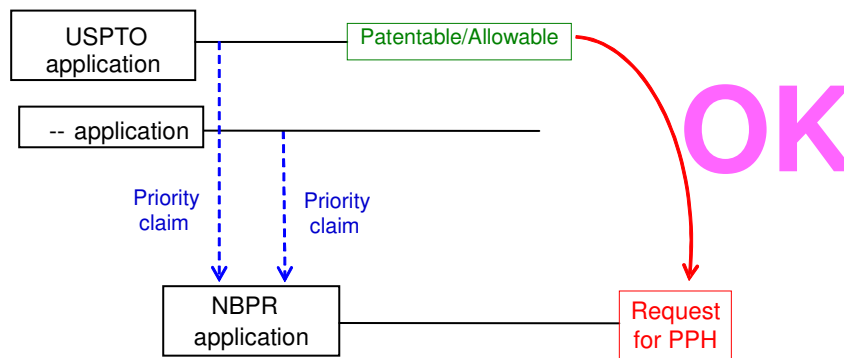 USPTO
application
Patentable/Allowable
OK
-- application
Priority
claim
Priority
claim
NBPR
application
Request
for PPH